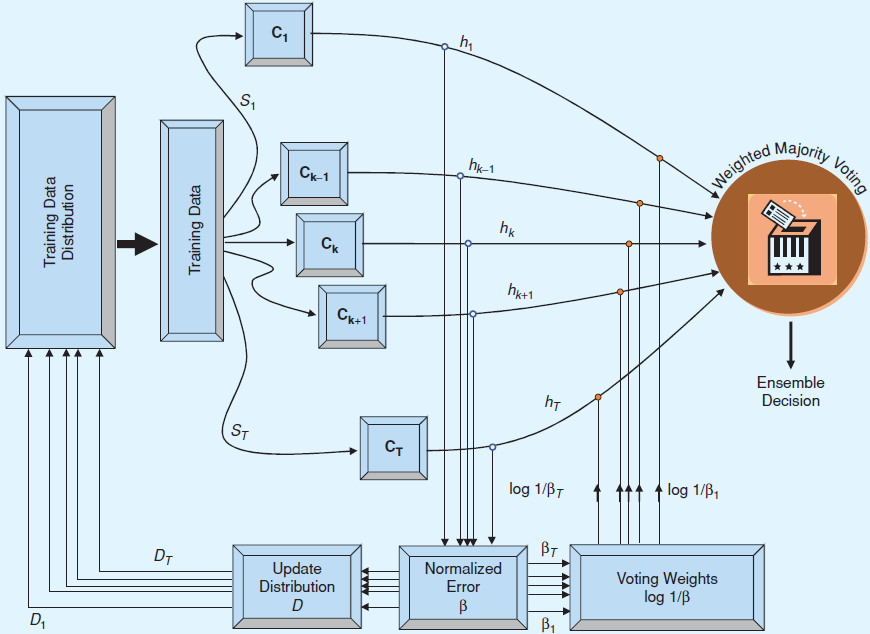 C1
h1
S1
Weighted Majority Voting
Training Data
Distribution
Training Data
Ck–1
hk–1
Ck
hk
Ck+1
hk+1
Ensemble
Decision
hT
ST
CT
log 1/βT
log 1/β1
DT
Update
Distribution
D
Normalized
Error
β
βT
Voting Weights
log 1/β
D1
β1